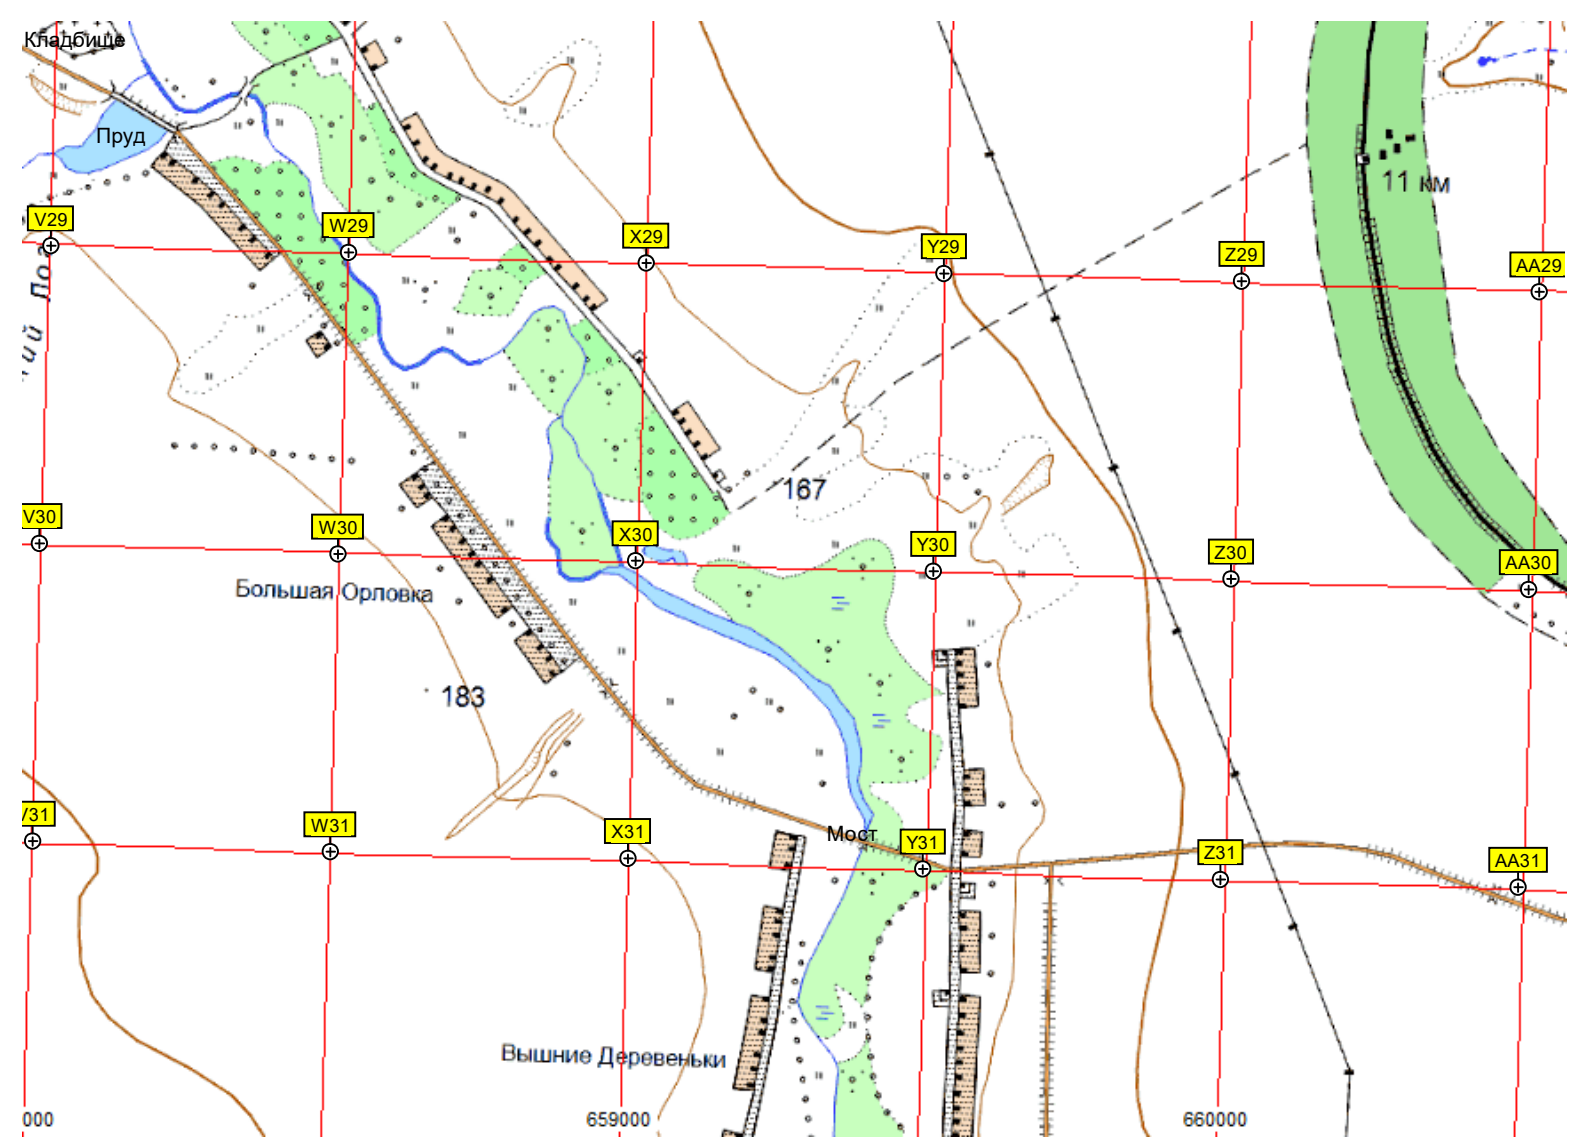 Кладбище
Пруд
11 км
V29
W29
X29
Y29
Z29
AA29
167
V30
W30
X30
Y30
Z30
AA30
Большая Орловка
183
/31
W31
X31
Мост
Y31
Z31
AA31
Вышние Деревеньки
000
659000
660000